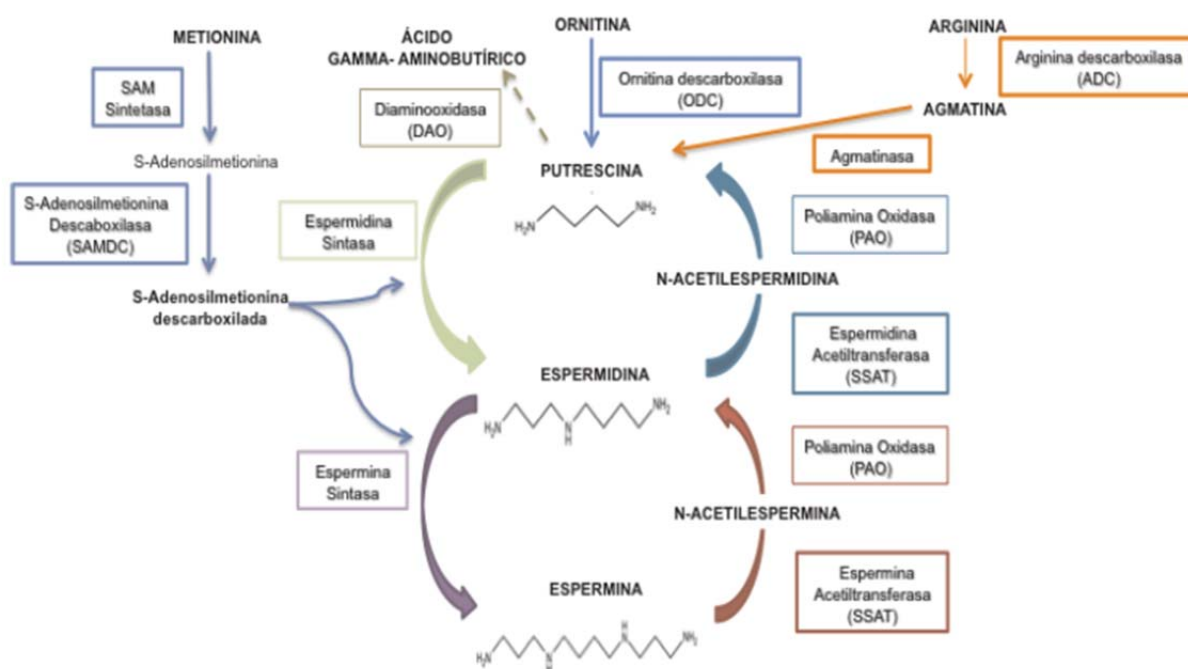 METIONINA
SAM
Sintetasa
S-Adenosilmetionina
S-Adenosilmetionina
Descaboxilasa
(SAMDC)
S-Adenosilmetionina
descarboxilada
ÁCIDO
GAMMA- AMINOBUTÍRICO
Diaminooxidasa
(DAO)
ORNITINA
Ornitina descarboxilasa
(ODC)
ARGININA
Arginina descarboxilasa
(ADC)
AGMATINA
Agmatinasa
PUTRESCINA
H₂N
NH₂
Espermidina
Sintasa
Poliamina Oxidasa
(PAO)
N-ACETILESPERMIDINA
Espermidina
Acetiltransferasa
(SSAT)
ESPERMIDINA
H₂N
N
H
NH₂
Espermina
Sintasa
Poliamina Oxidasa
(PAO)
N-ACETILESPERMINA
Espermina
Acetiltransferasa
(SSAT)
ESPERMINA
H₂N
N
H
H
N
NH₂